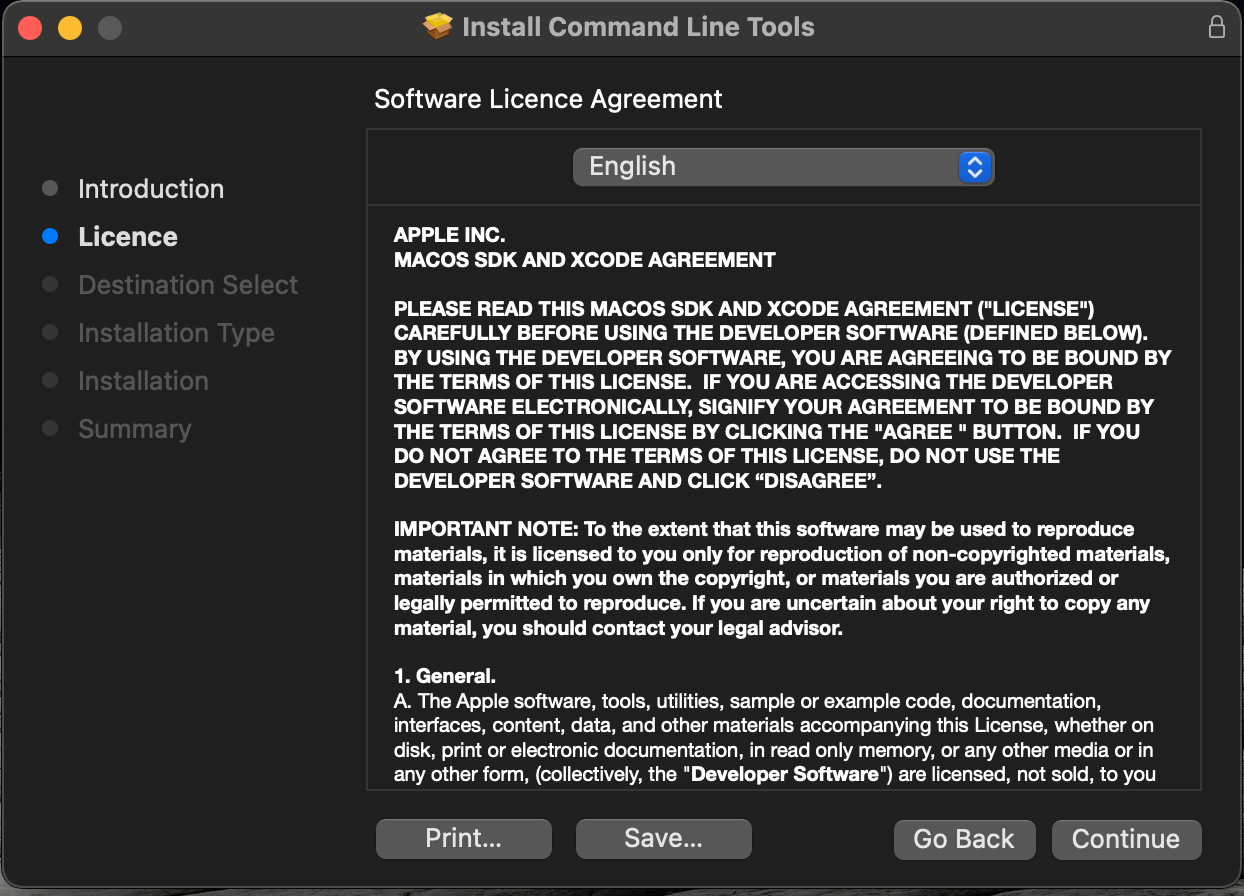 Install Command Line Tools
Software Licence Agreement
English
Introduction
Licence
Destination Select
Installation Type
Installation
Summary
APPLE INC.
MACOS SDK AND XCODE AGREEMENT
PLEASE READ THIS MACOS SDK AND XCODE AGREEMENT ("LICENSE")
CAREFULLY BEFORE USING THE DEVELOPER SOFTWARE (DEFINED BELOW).
BY USING THE DEVELOPER SOFTWARE, YOU ARE AGREEING TO BE BOUND BY
THE TERMS OF THIS LICENSE.  IF YOU ARE ACCESSING THE DEVELOPER
SOFTWARE ELECTRONICALLY, SIGNIFY YOUR AGREEMENT TO BE BOUND BY
THE TERMS OF THIS LICENSE BY CLICKING THE "AGREE " BUTTON.  IF YOU
DO NOT AGREE TO THE TERMS OF THIS LICENSE, DO NOT USE THE
DEVELOPER SOFTWARE AND CLICK “DISAGREE”.
IMPORTANT NOTE: To the extent that this software may be used to reproduce
materials, it is licensed to you only for reproduction of non-copyrighted materials,
materials in which you own the copyright, or materials you are authorized or
legally permitted to reproduce. If you are uncertain about your right to copy any
material, you should contact your legal advisor.
1. General.
A. The Apple software, tools, utilities, sample or example code, documentation,
interfaces, content, data, and other materials accompanying this License, whether on
disk, print or electronic documentation, in read only memory, or any other media or in
any other form, (collectively, the "Developer Software") are licensed, not sold, to you
Print...
Save...
Go Back
Continue